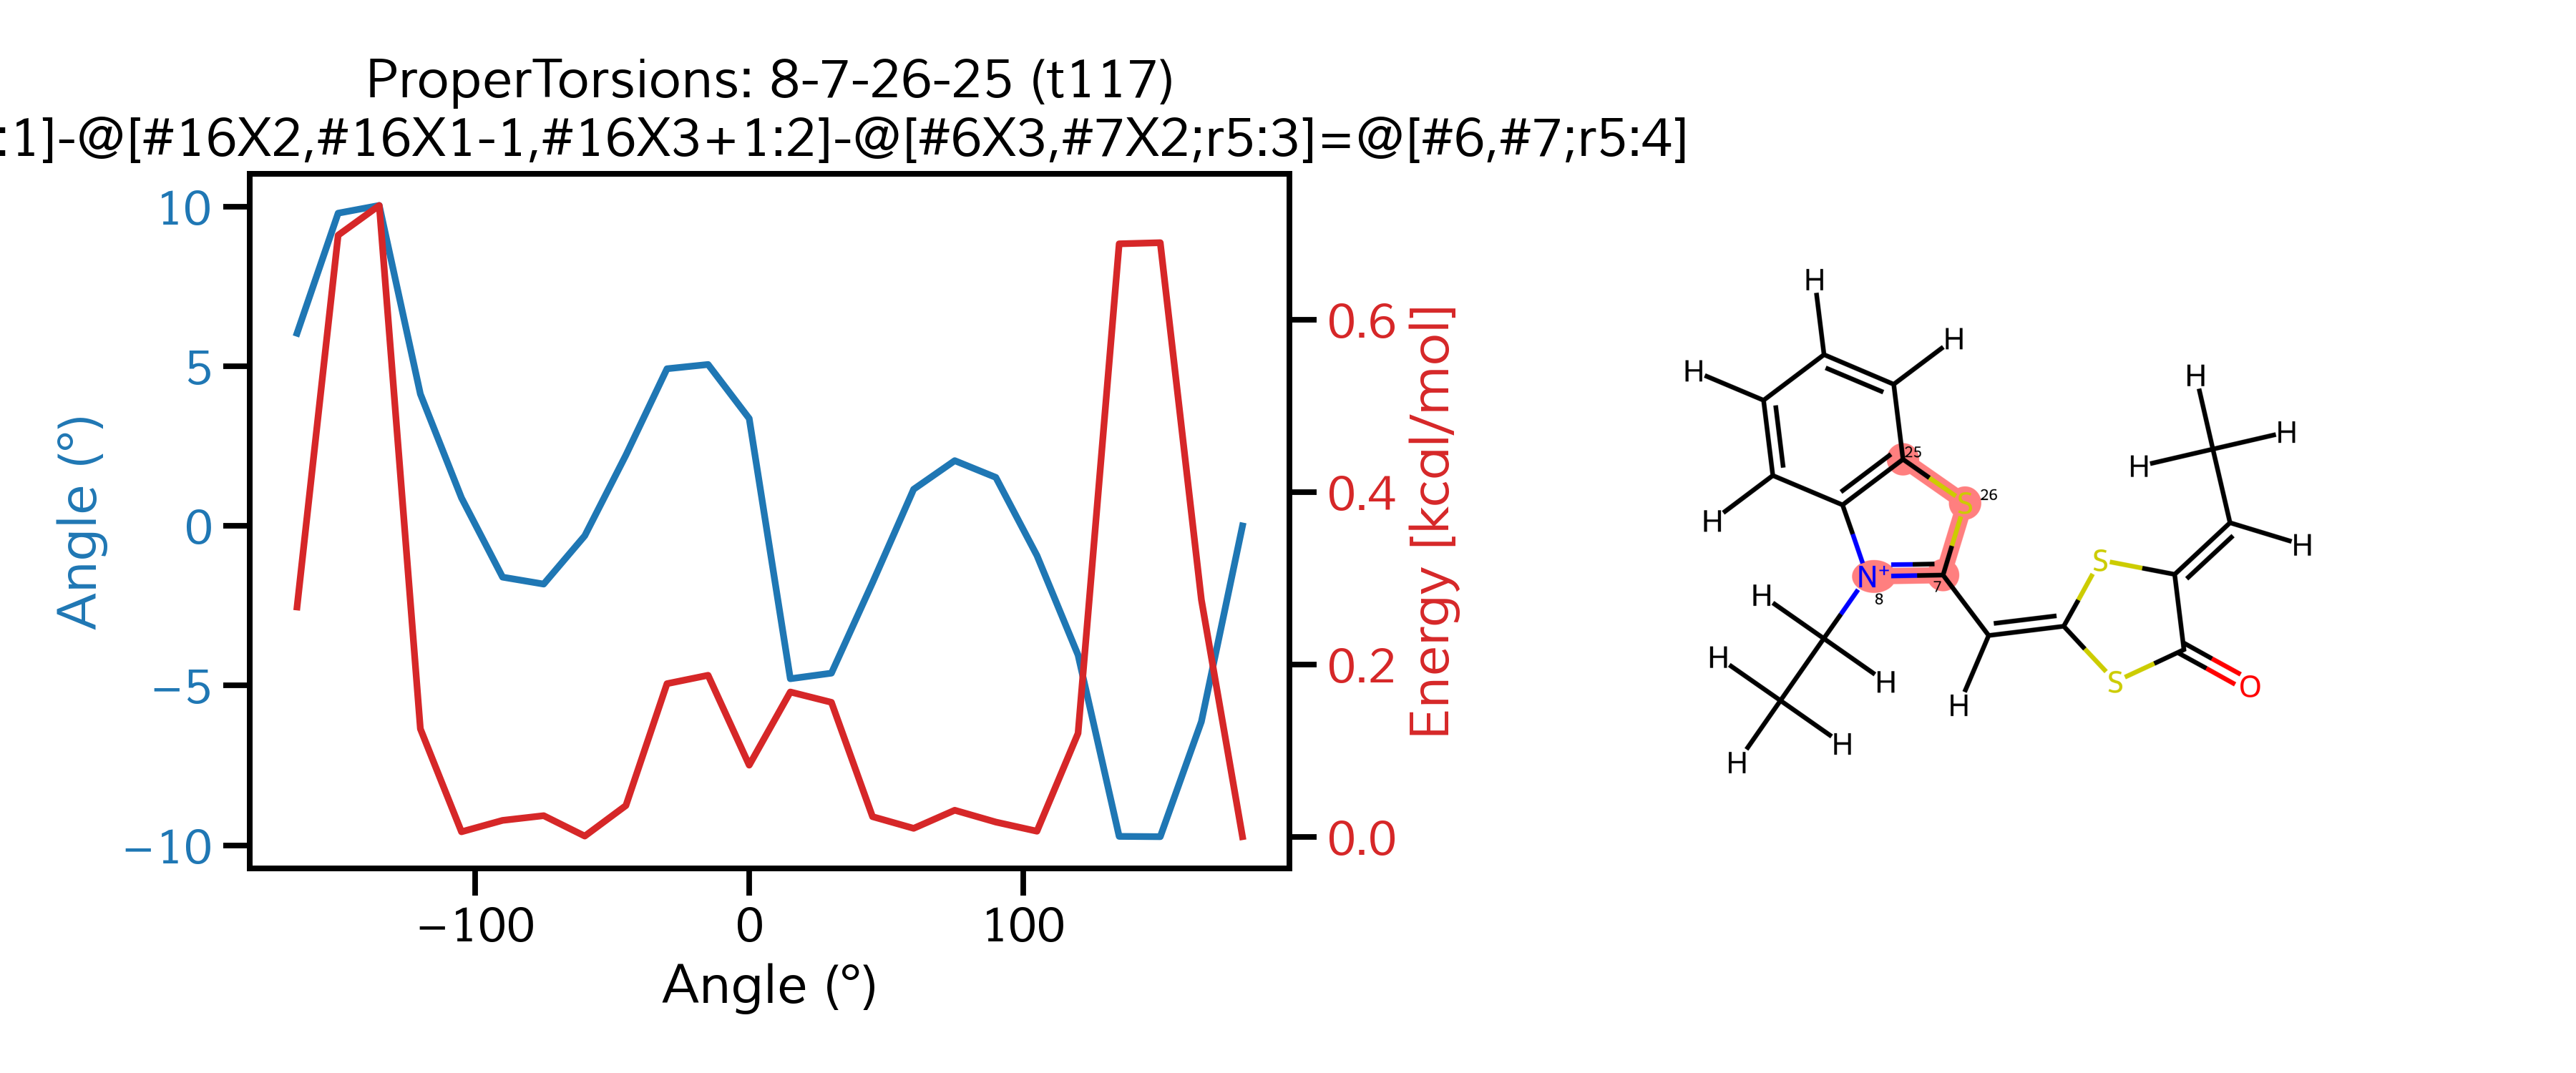 ProperTorsions: 8-7-26-25 (t117)
:1]-@[#16X2,#16X1-1,#16X3+1:2]-@[#6X3,#7X2;r5:3]=@[#6,#7;r5:4]
10
5
0
−5
−10
Angle (°)
−100
0
100
Angle (°)
0.6
0.4
0.2
0.0
Energy [kcal/mol]
H
H
H
H
H
H
H
H
25
S 26
N+
8
7
H
H
H
H
H
H
S
S
O